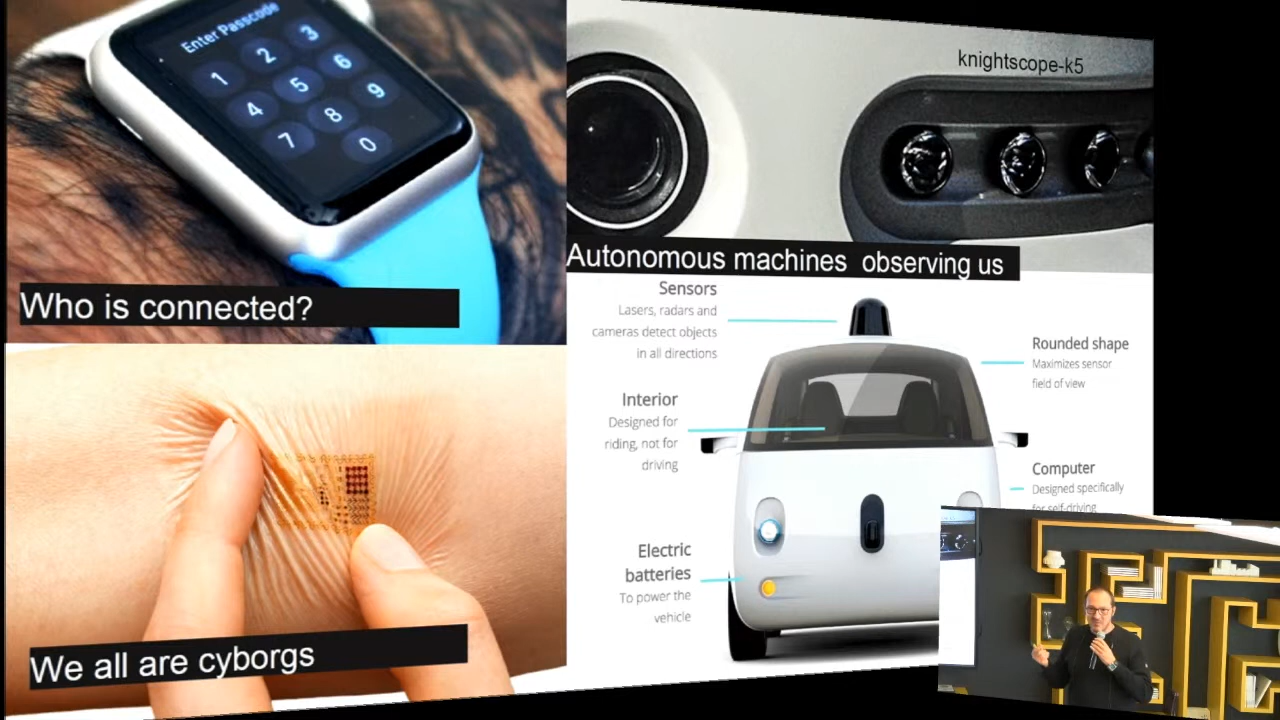 Enter Passcode
1 2 3
4 5 6
7 8 9
0
Who is connected?
We all are cyborgs
knightscope-k5
Autonomous machines observing us
Sensors
Lasers, radars and
cameras detect objects
in all directions
Interior
Designed for
riding, not for
driving
Electric
batteries
To power the
vehicle
Rounded shape
Maximizes sensor
field of view
Computer
Designed specifically
for self-driving